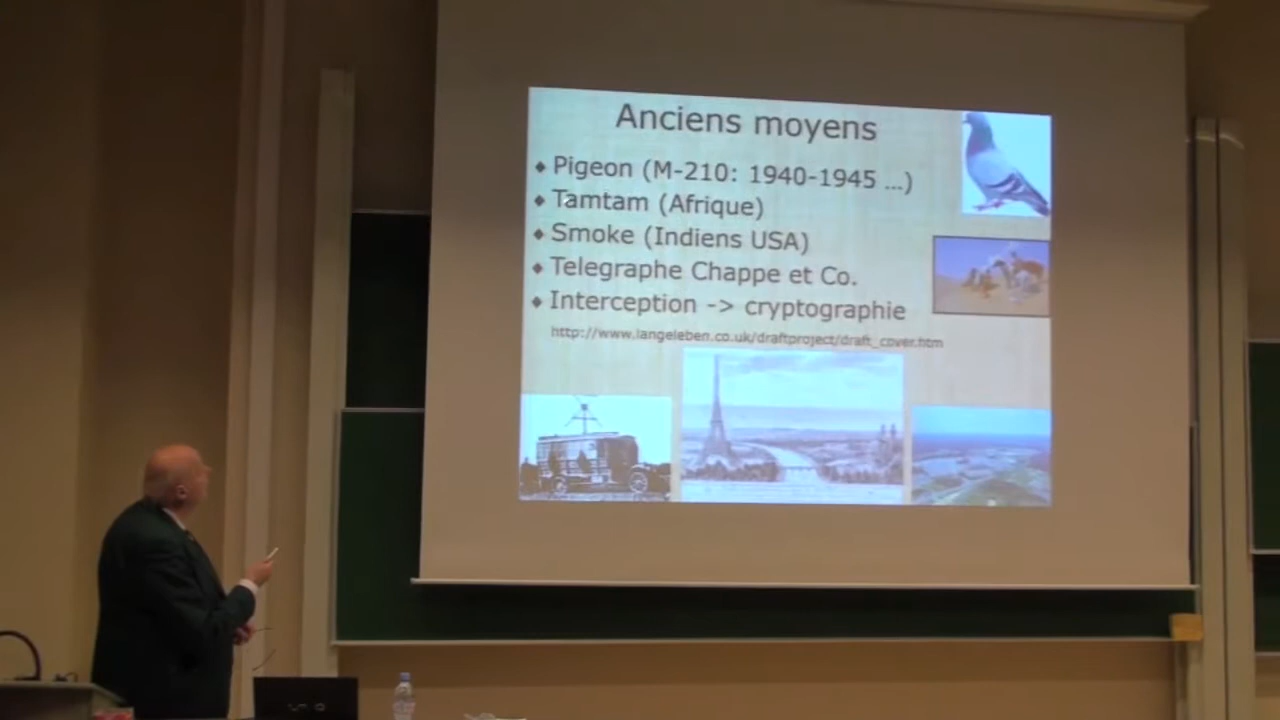 Anciens moyens
Pigeon (M-210: 1940-1945 ...)
Tamtam (Afrique)
Smoke (Indiens USA)
Telegraphe Chappe et Co.
Interception -> cryptographie
http://www.langeleben.co.uk/draftproject/draft_cover.htm